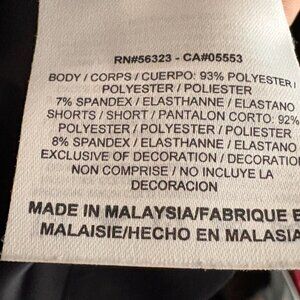 RN#56323 - CA#05553
BODY / CORPS / CUERPO: 93% POLYESTER /
POLYESTER / POLIESTER
7% SPANDEX / ELASTHANNE / ELASTANO
SHORTS / SHORT / PANTALON CORTO: 92%
POLYESTER / POLYESTER / POLIESTER
8% SPANDEX / ELASTHANNE / ELASTANO
EXCLUSIVE OF DECORATION / DECORATIO
NON COMPRISE / NO INCLUYE LA
DECORACION
MADE IN MALAYSIA/FABRIQUE E
MALAISIE/HECHO EN MALASIA